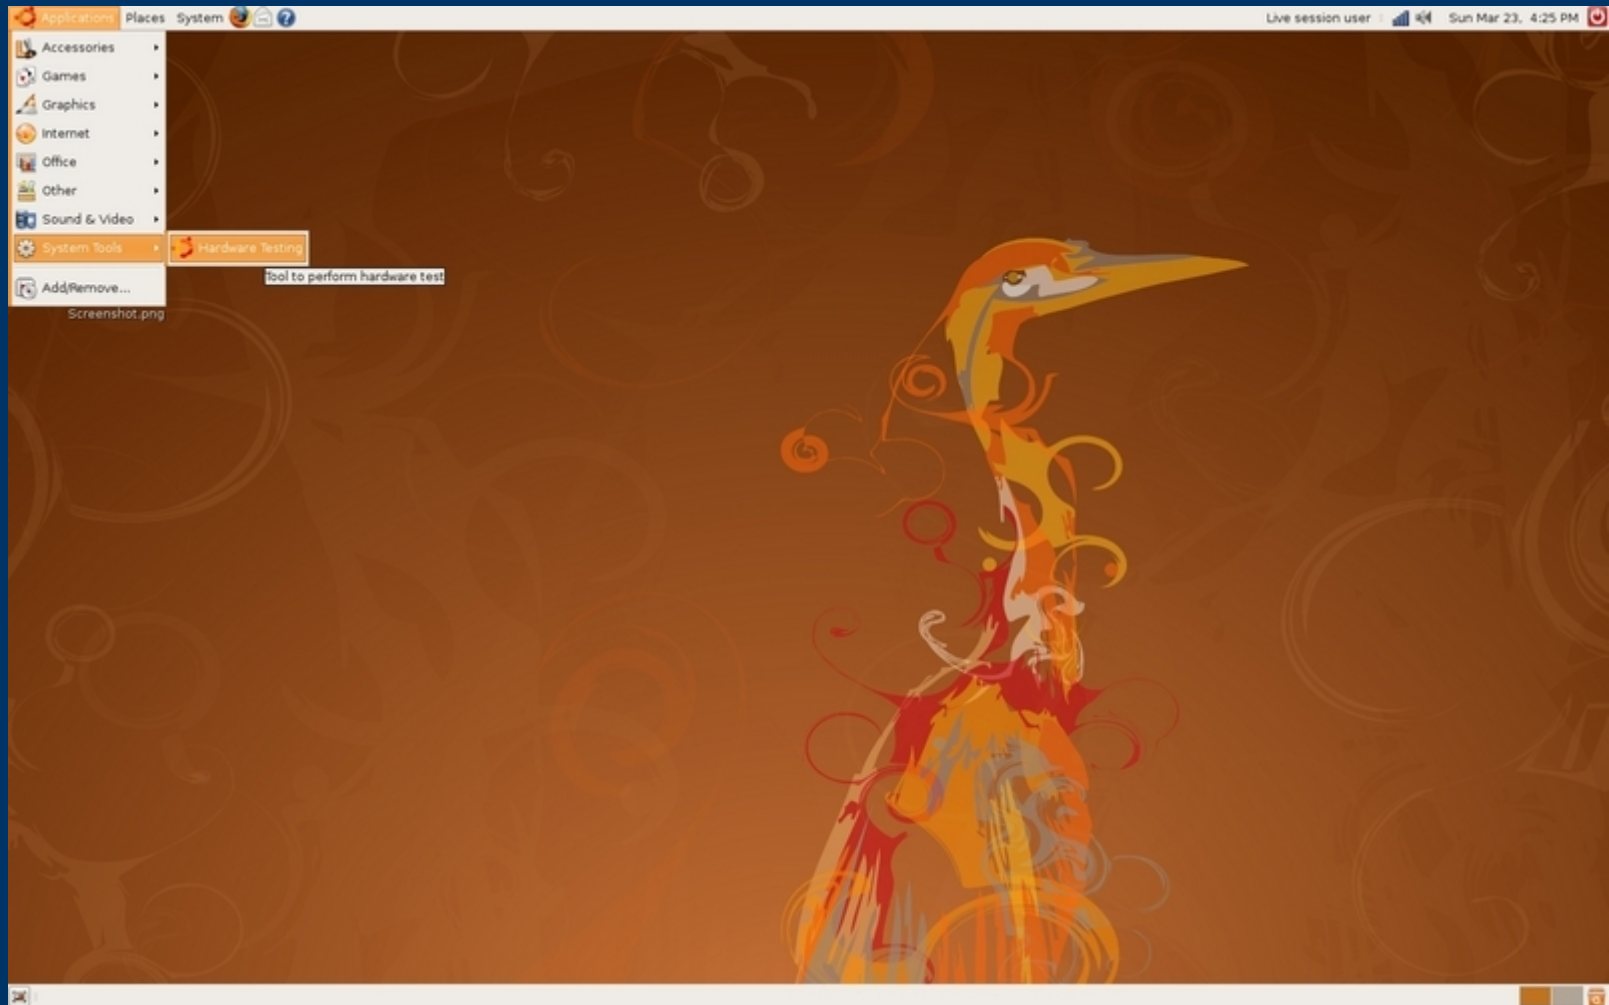 Applications Places System Live session user Sun Mar 23, 4:25 PM
Accessories
Games
Graphics
Internet
Office
Other
Sound & Video
System Tools Hardware Testing
Tool to perform hardware test
Add/Remove...
Screenshot.png